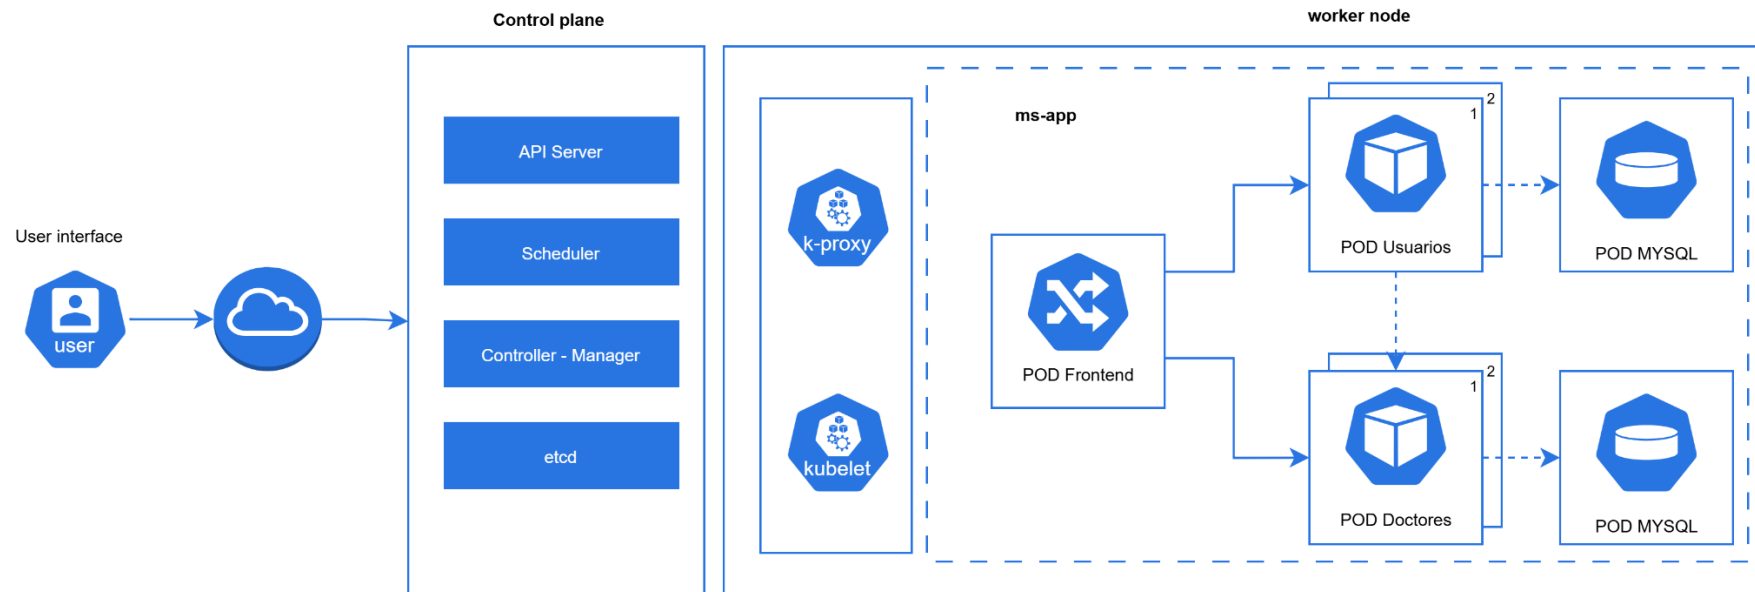 Control plane
worker node
User interface
user
API Server
Scheduler
Controller - Manager
etcd
k-proxy
kubelet
ms-app
POD Frontend
2
1
POD Usuarios
POD MYSQL
2
1
POD Doctores
POD MYSQL